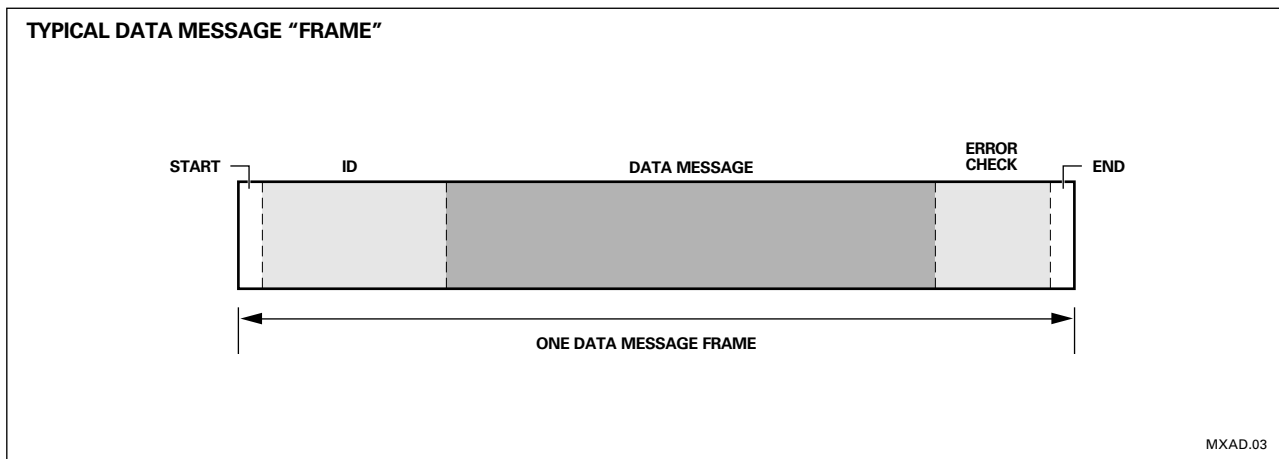 TYPICAL DATA MESSAGE “FRAME”
START
ID
DATA MESSAGE
ERROR
CHECK
END
ONE DATA MESSAGE FRAME
MXAD.03